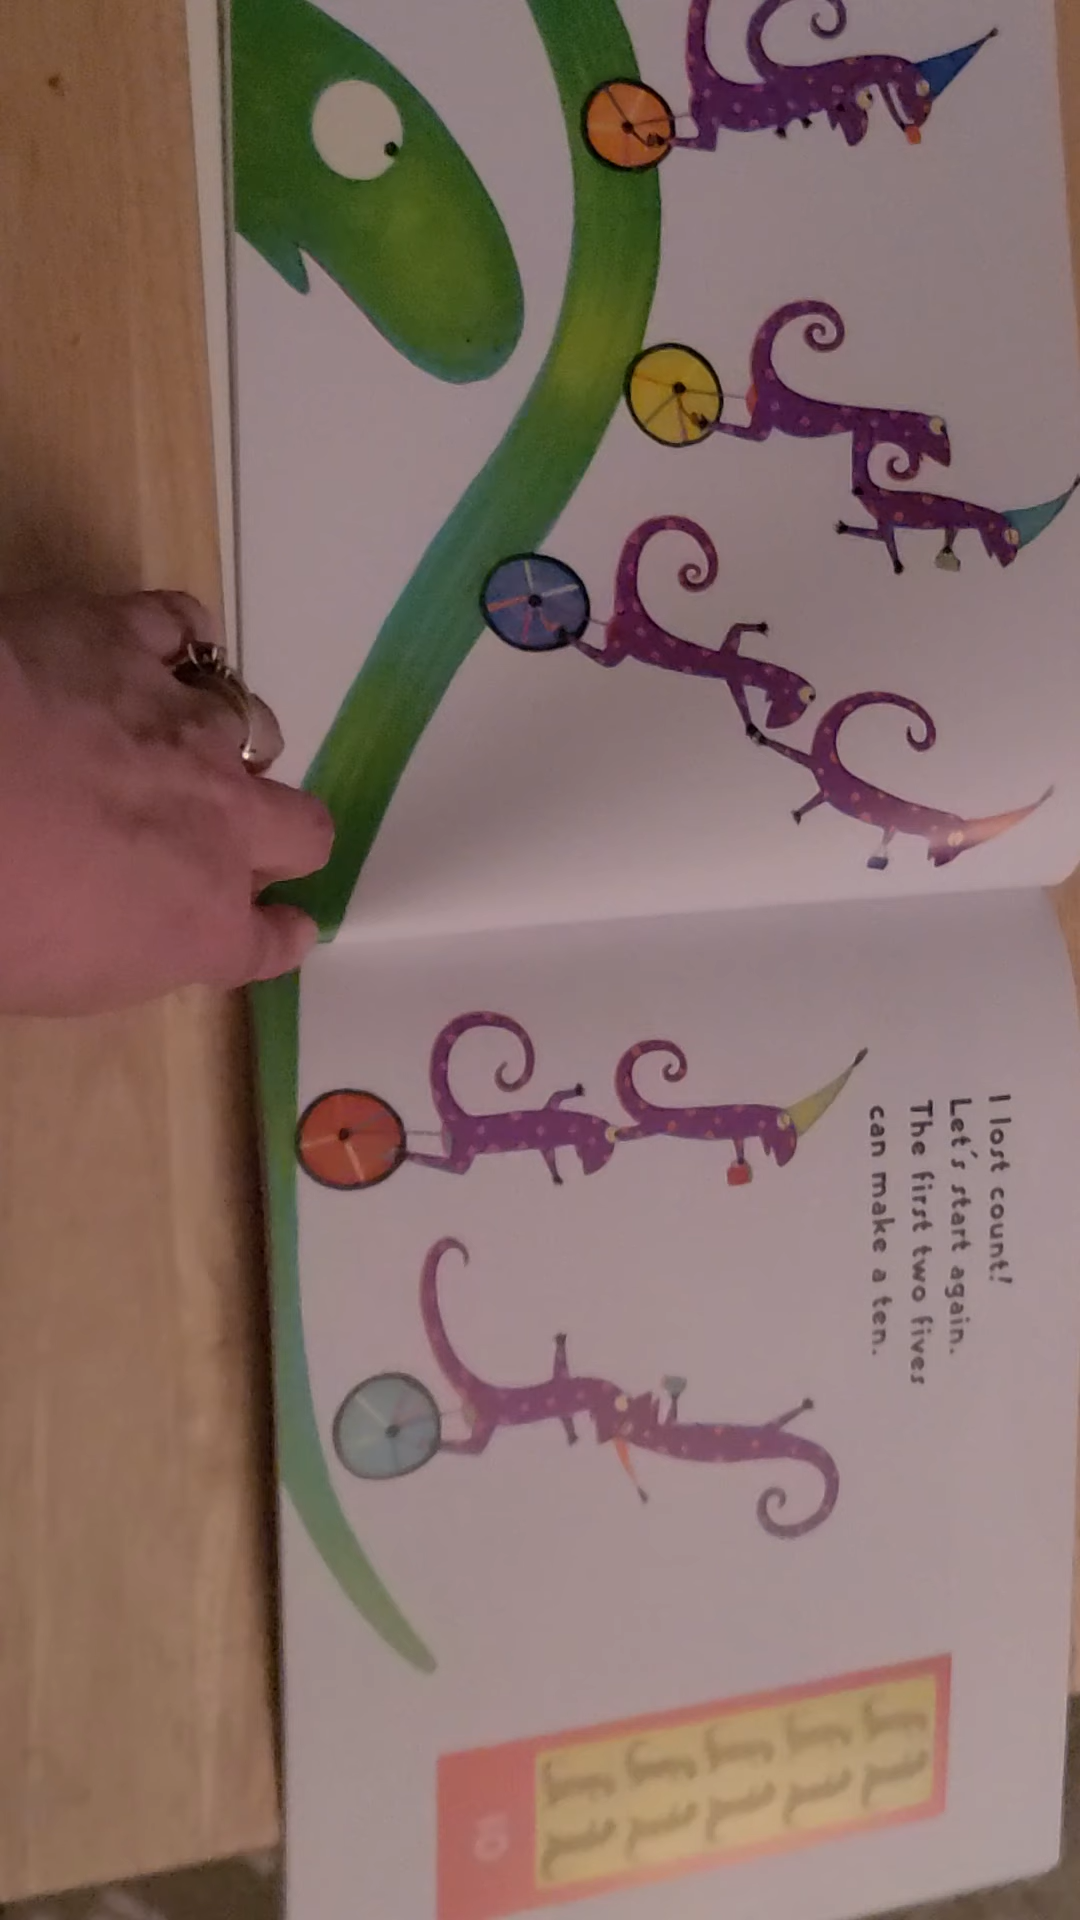 I lost count!
Let's start again.
The first two fives
can make a ten.
10